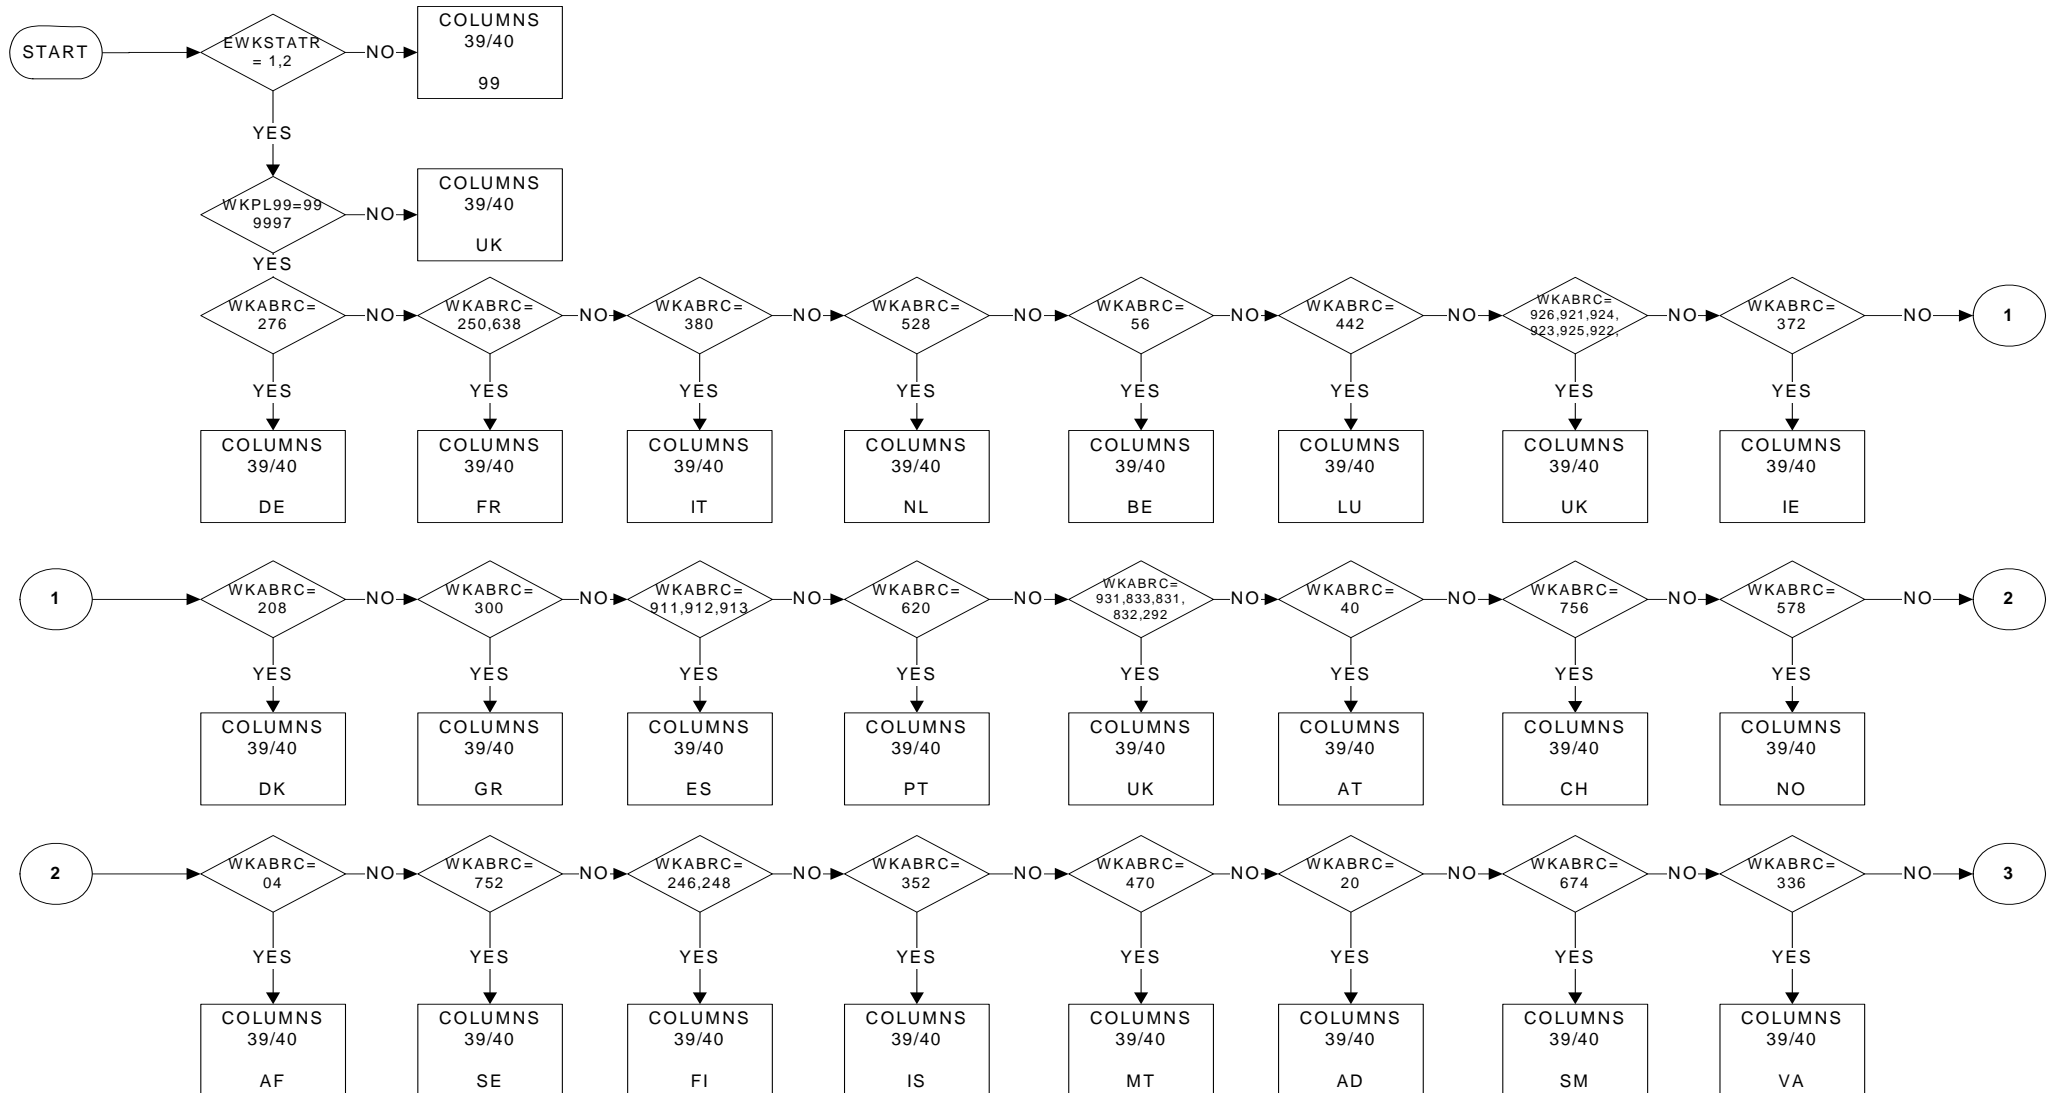 START
EWKSTATR
= 1,2
NO
COLUMNS
39/40
99
YES
WKPL99=99
9997
NO
COLUMNS
39/40
UK
YES
WKABRC=
276
NO
WKABRC=
250,638
NO
WKABRC=
380
NO
WKABRC=
528
NO
WKABRC=
56
NO
WKABRC=
442
NO
WKABRC=
926,921,924,
923,925,922,
NO
WKABRC=
372
NO
1
YES
YES
YES
YES
YES
YES
YES
YES
COLUMNS
39/40
DE
COLUMNS
39/40
FR
COLUMNS
39/40
IT
COLUMNS
39/40
NL
COLUMNS
39/40
BE
COLUMNS
39/40
LU
COLUMNS
39/40
UK
COLUMNS
39/40
IE
1
WKABRC=
208
NO
WKABRC=
300
NO
WKABRC=
911,912,913
NO
WKABRC=
620
NO
WKABRC=
931,833,831,
832,292
NO
WKABRC=
40
NO
WKABRC=
756
NO
WKABRC=
578
NO
2
YES
YES
YES
YES
YES
YES
YES
YES
COLUMNS
39/40
DK
COLUMNS
39/40
GR
COLUMNS
39/40
ES
COLUMNS
39/40
PT
COLUMNS
39/40
UK
COLUMNS
39/40
AT
COLUMNS
39/40
CH
COLUMNS
39/40
NO
2
WKABRC=
04
NO
WKABRC=
752
NO
WKABRC=
246,248
NO
WKABRC=
352
NO
WKABRC=
470
NO
WKABRC=
20
NO
WKABRC=
674
NO
WKABRC=
336
NO
3
YES
YES
YES
YES
YES
YES
YES
YES
COLUMNS
39/40
AF
COLUMNS
39/40
SE
COLUMNS
39/40
FI
COLUMNS
39/40
IS
COLUMNS
39/40
MT
COLUMNS
39/40
AD
COLUMNS
39/40
SM
COLUMNS
39/40
VA